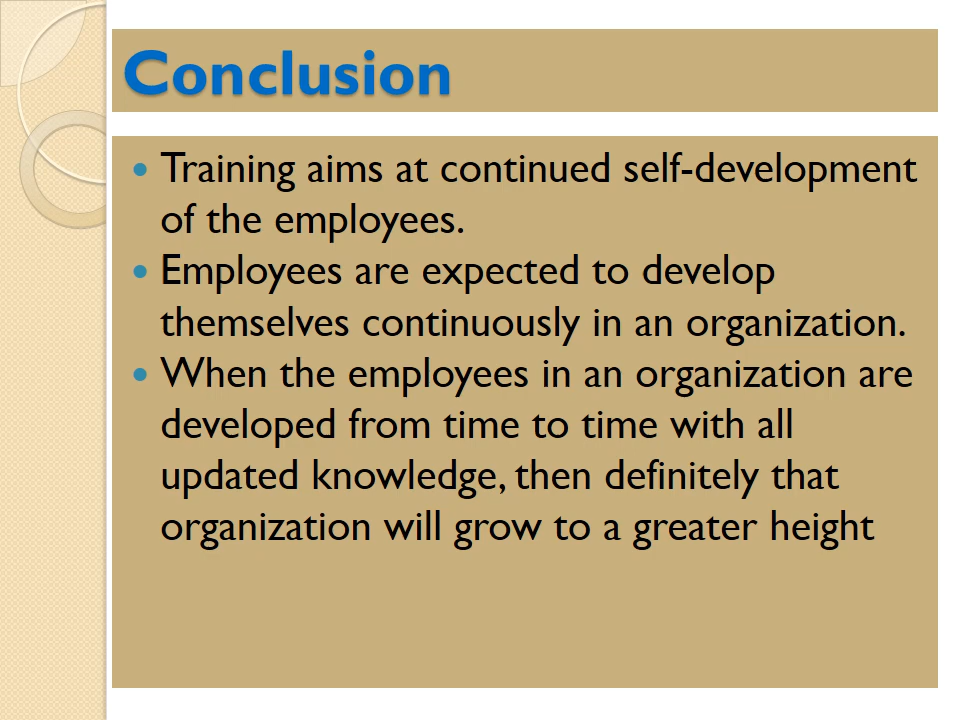 Conclusion
• Training aims at continued self-development
of the employees.
• Employees are expected to develop
themselves continuously in an organization.
• When the employees in an organization are
developed from time to time with all
updated knowledge, then definitely that
organization will grow to a greater height